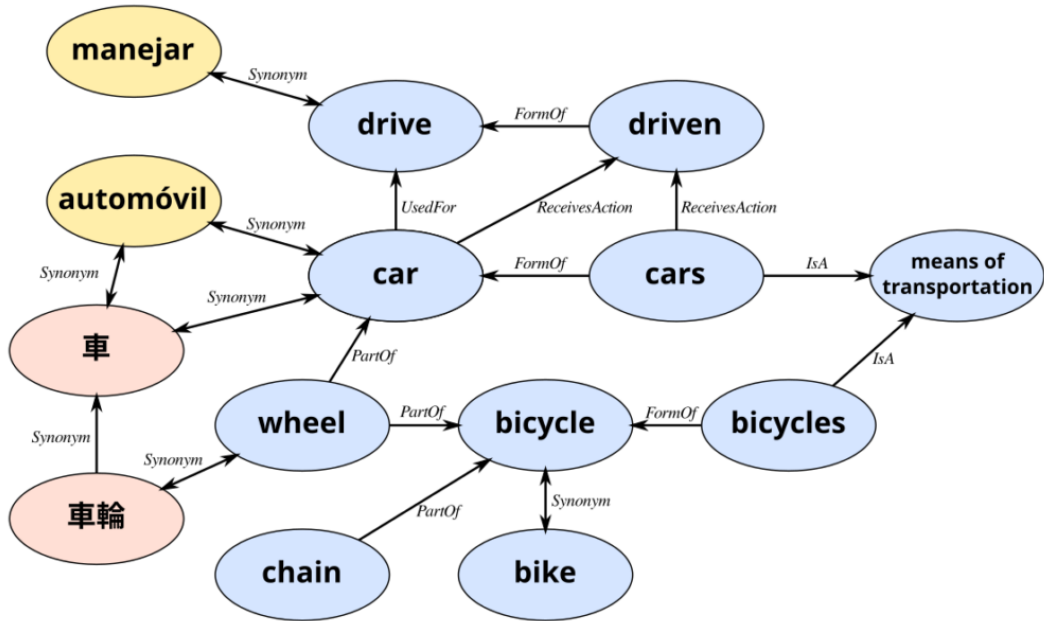 manejar
Synonym
drive
FormOf
driven
automóvil
Synonym
UsedFor
ReceivesAction
ReceivesAction
Synonym
car
FormOf
cars
IsA
means of
transportation
Synonym
車
PartOf
IsA
wheel
PartOf
bicycle
FormOf
bicycles
Synonym
Synonym
車輪
PartOf
Synonym
chain
bike